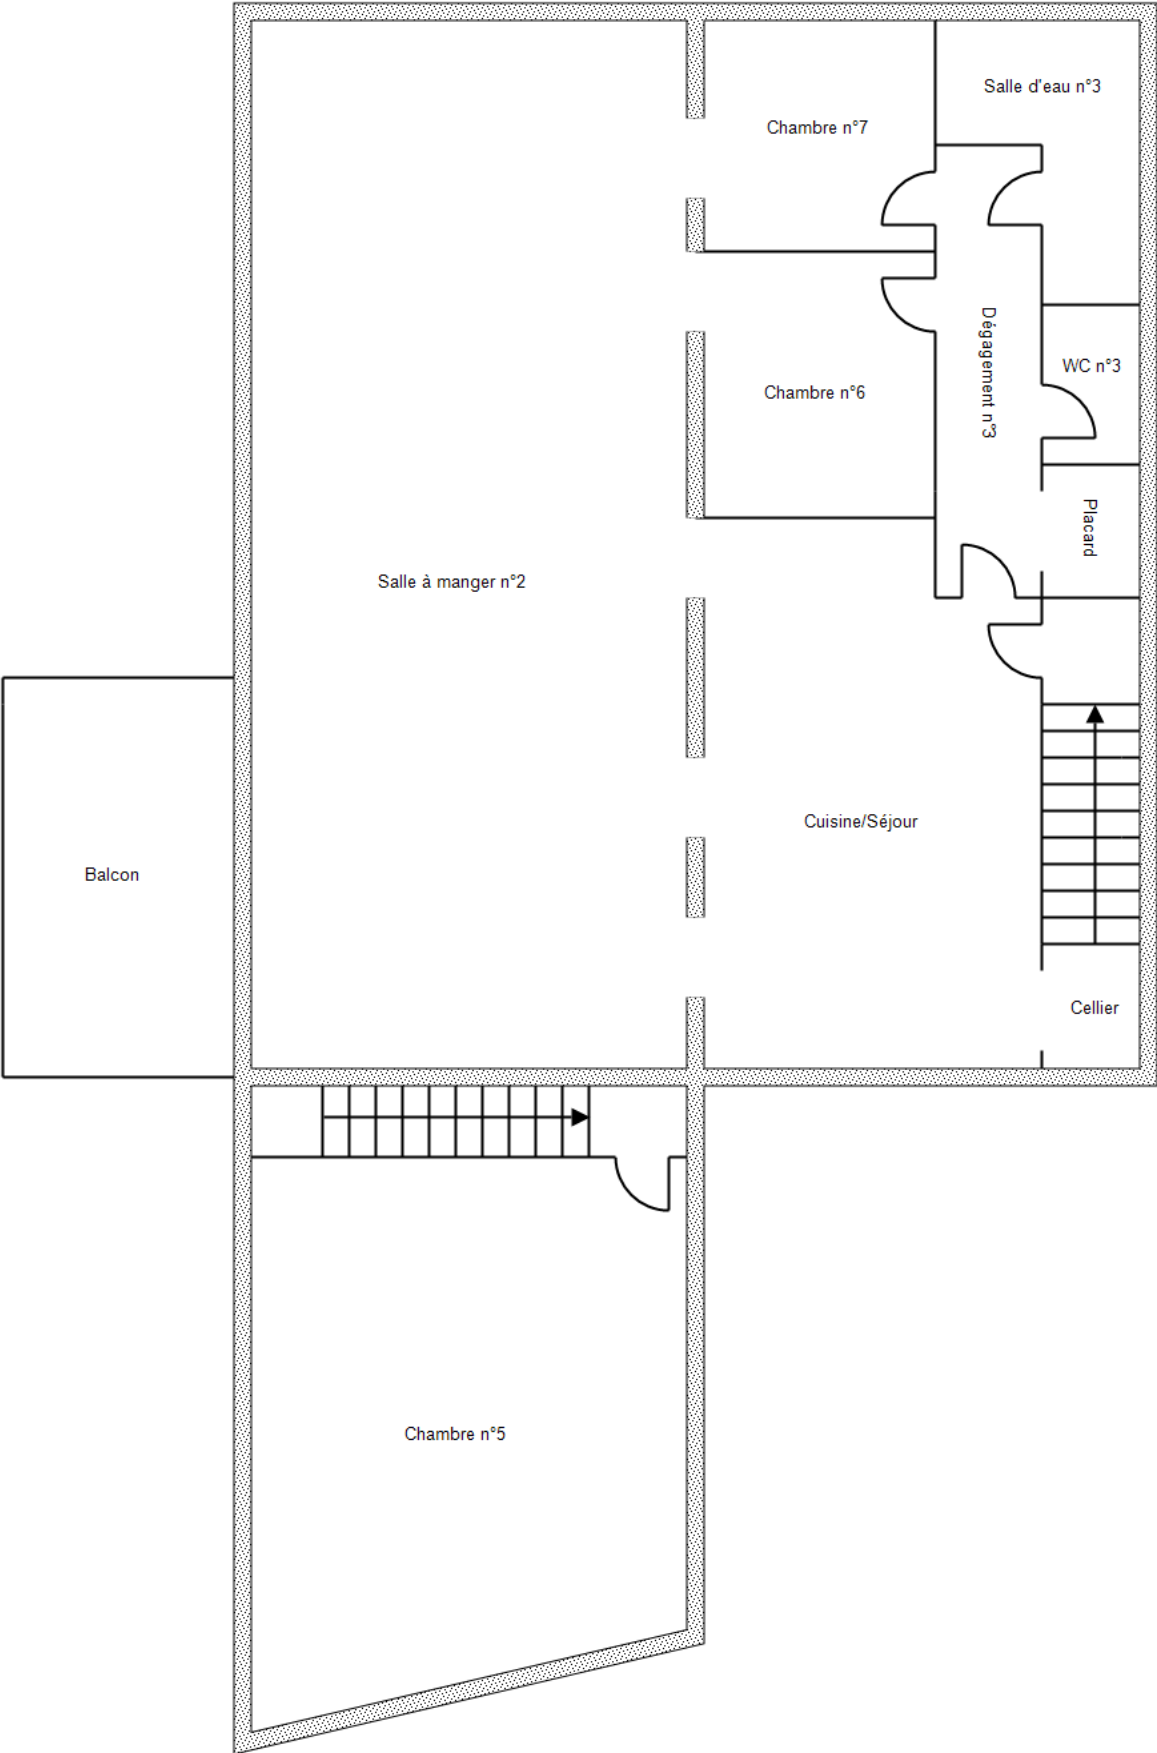 Salle d'eau n°3
Chambre n°7
Dégagement n°3
WC n°3
Chambre n°6
Placard
Salle à manger n°2
Cuisine/Séjour
Balcon
Cellier
Chambre n°5